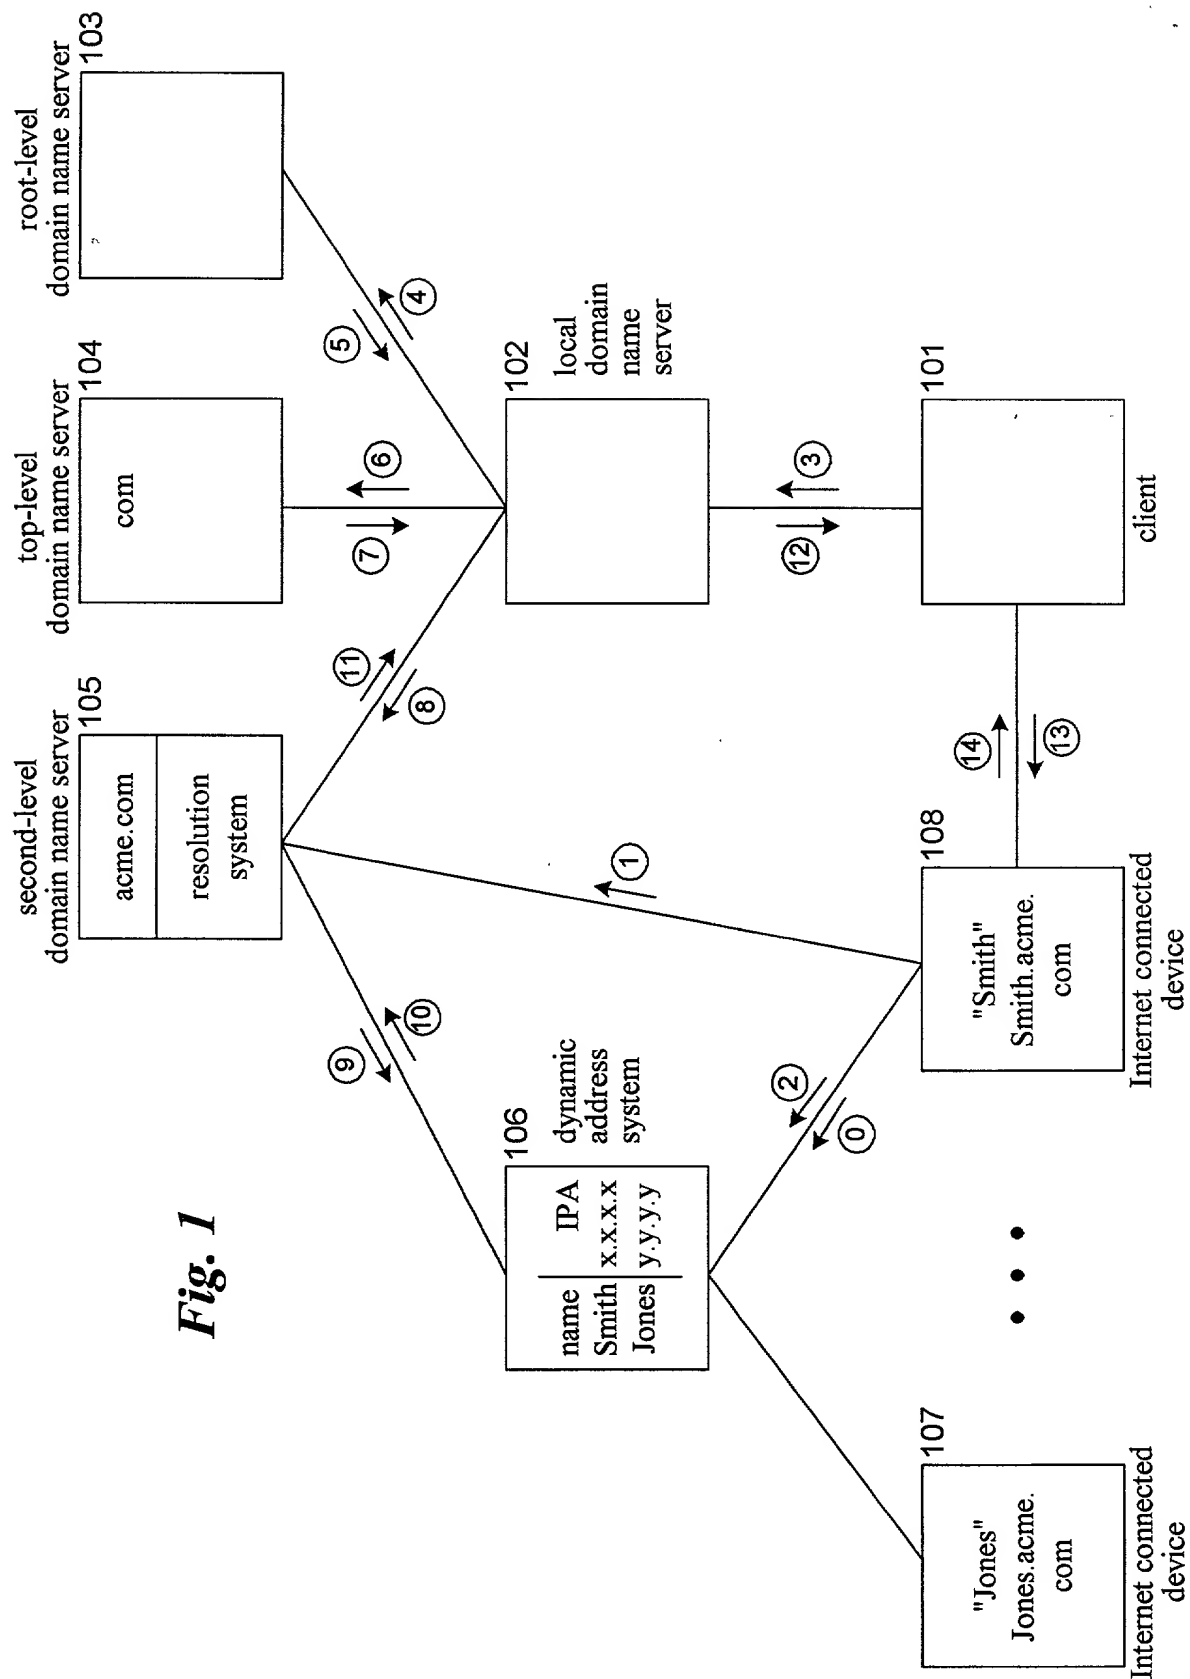 second-level
domain name server
105
acme.com
resolution
system
top-level
domain name server
104
com
root-level
domain name server
103
Fig. 1
9
10
11
8
7
6
5
4
106
dynamic
address
system
name IPA
Smith x.x.x.x
Jones y.y.y.y
1
102
local
domain
name
server
2
0
12
3
107
"Jones"
Jones.acme.
com
Internet connected
device
108
"Smith"
Smith.acme.
com
Internet connected
device
14
13
101
client